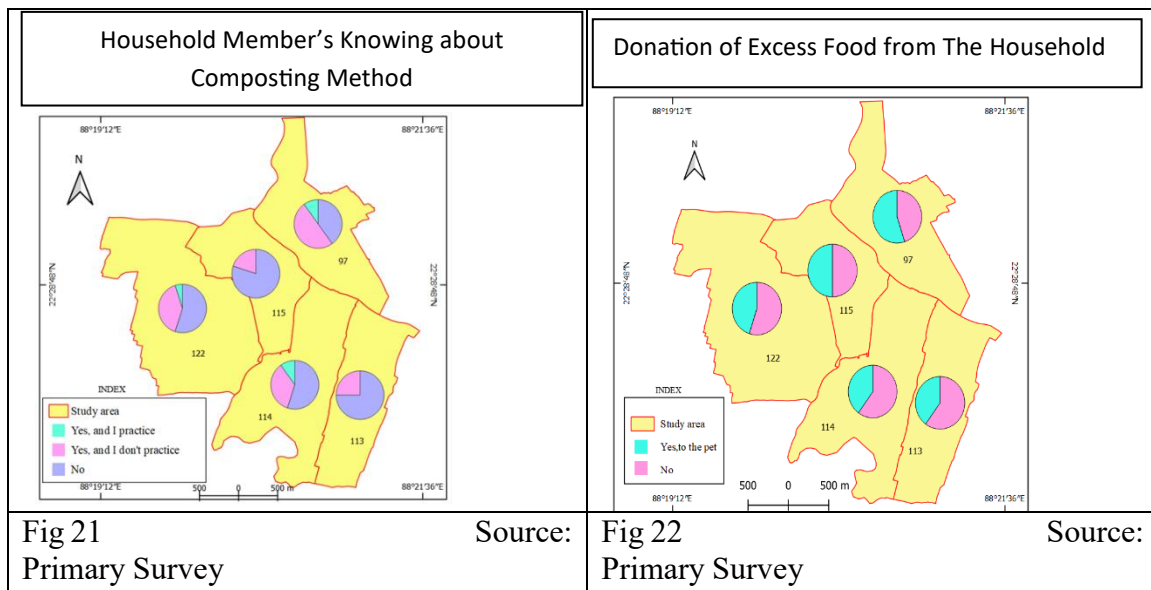 Household Member's Knowing about
Composting Method
88°19'12"E
88°21'36"E
N
22°28'48"N
22°28'48"N
97
115
122
114
113
INDEX
Study area
Yes, and I practice
Yes, and I don't practice
No
500 0 500 m
88°19'12"E
88°21'36"E
Fig 21 Source:
Primary Survey
Donation of Excess Food from The Household
88°19'12"E
88°21'36"E
N
22°28'48"N
22°28'48"N
97
115
122
114
113
INDEX
Study area
Yes,to the pet
No
500 0 500 m
88°19'12"E
88°21'36"E
Fig 22 Source:
Primary Survey